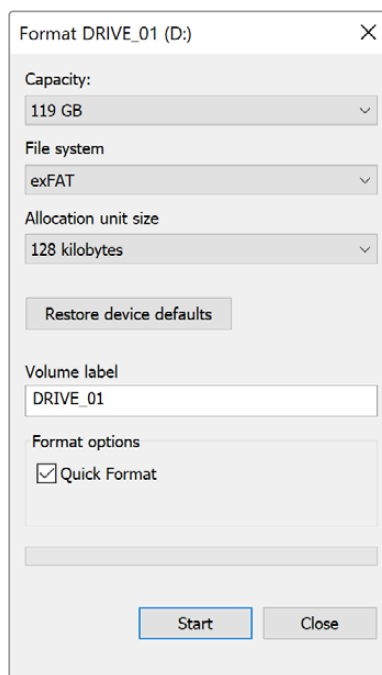 Format DRIVE_01 (D:)
Capacity:
119 GB
File system
exFAT
Allocation unit size
128 kilobytes
Restore device defaults
Volume label
DRIVE_01
Format options
Quick Format
Start Close